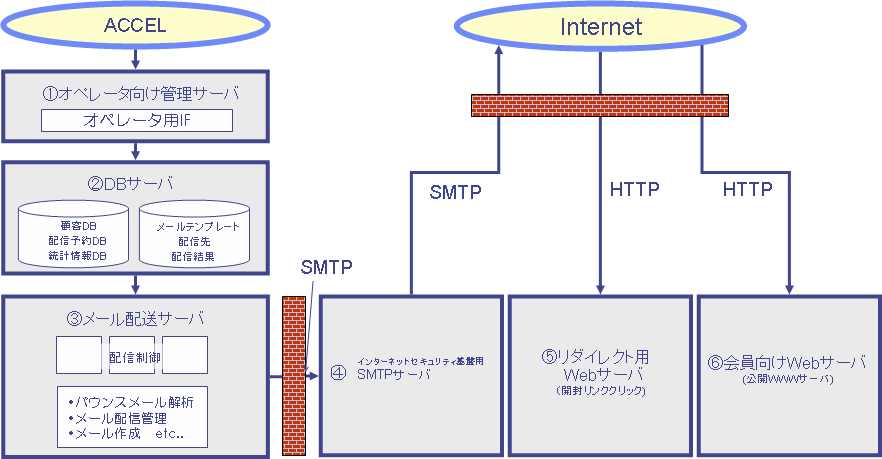 ACCEL
Internet
①オペレータ向け管理サーバ
オペレータ用IF
②DBサーバ
顧客DB
配信予約DB
統計情報DB
メールテンプレート
配信先
配信結果
SMTP
SMTP
HTTP
HTTP
③メール配送サーバ
配信制御
・バウンスメール解析
・メール配信管理
・メール作成 etc..
④
インターネットセキュリティ基盤用
SMTPサーバ
⑤リダイレクト用
Webサーバ
(開封リンククリック)
⑥会員向けWebサーバ
(公開WWWサーバ)